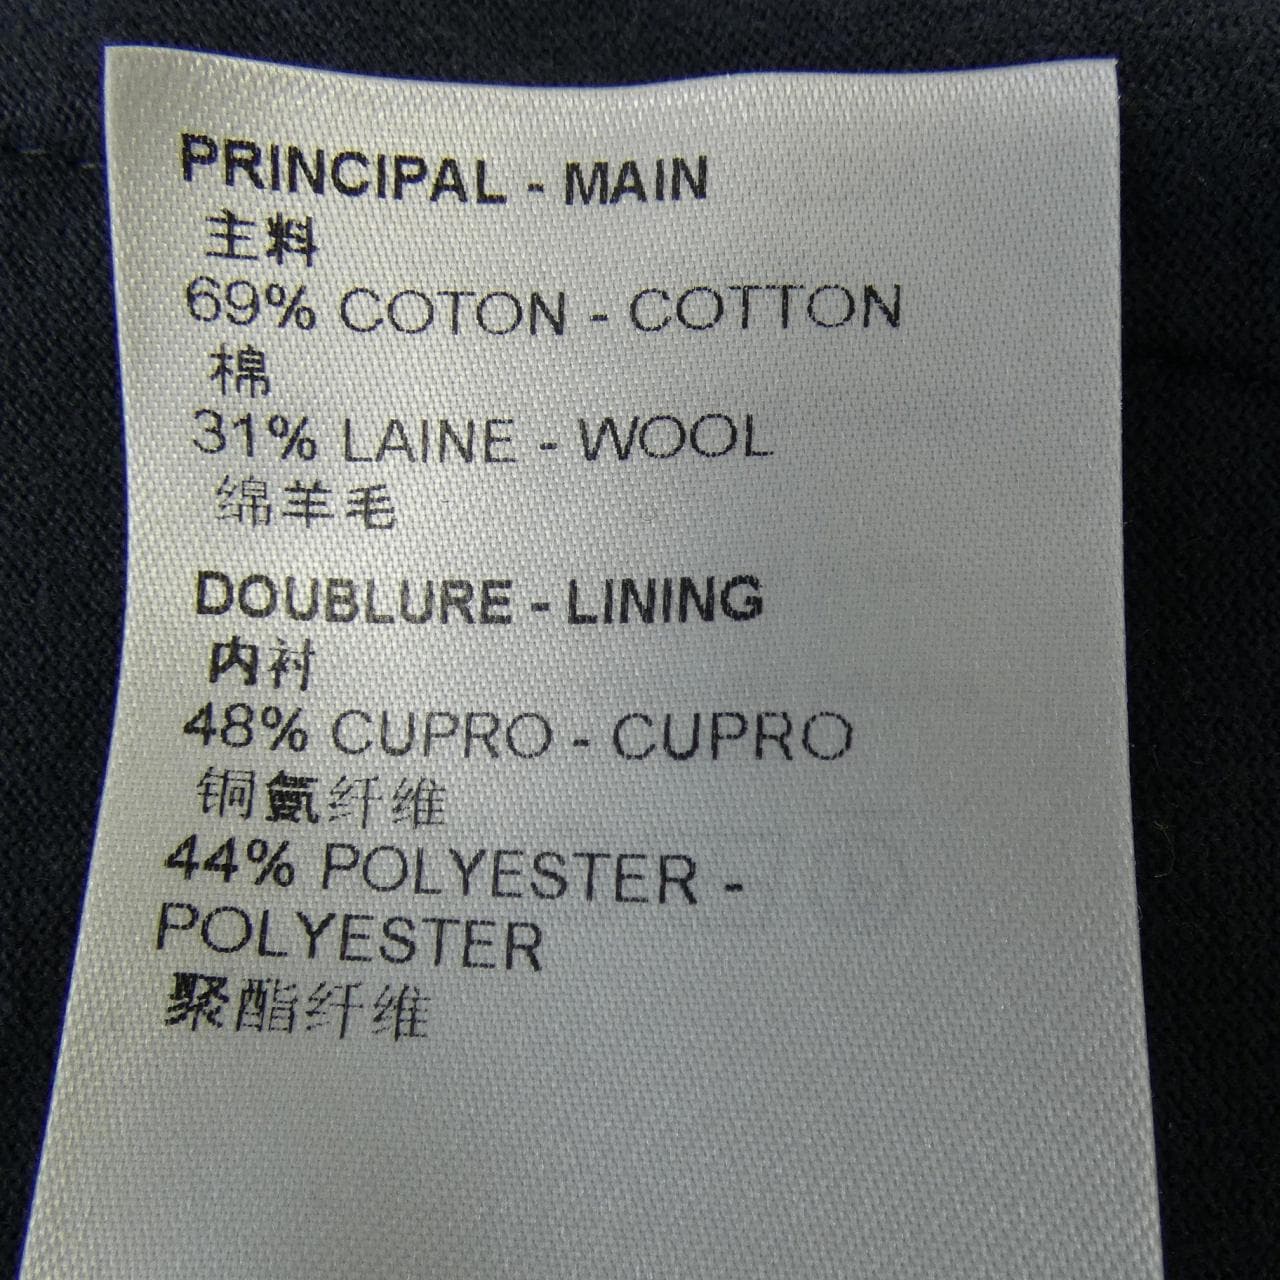 PRINCIPAL - MAIN
主料
69% COTON - COTTON
棉
31% LAINE - WOOL
绵羊毛
DOUBLURE - LINING
内衬
48% CUPRO - CUPRO
铜氨纤维
44% POLYESTER -
POLYESTER
聚酯纤维